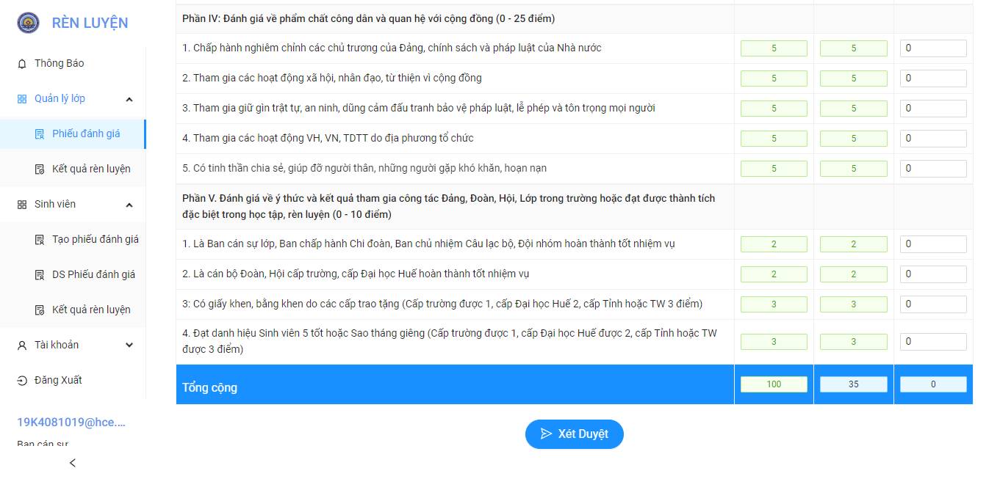 RÈN LUYỆN
Thông Báo
Quản lý lớp
Phiếu đánh giá
Kết quả rèn luyện
Sinh viên
Tạo phiếu đánh giá
DS Phiếu đánh giá
Kết quả rèn luyện
Tài khoản
Đăng Xuất
19K4081019@hce....
Ban cán sự
Phần IV: Đánh giá về phẩm chất công dân và quan hệ với cộng đồng (0 - 25 điểm)
1. Chấp hành nghiêm chỉnh các chủ trương của Đảng, chính sách và pháp luật của Nhà nước 5 5 0
2. Tham gia các hoạt động xã hội, nhân đạo, từ thiện vì cộng đồng 5 5 0
3. Tham gia giữ gìn trật tự, an ninh, dũng cảm đấu tranh bảo vệ pháp luật, lễ phép và tôn trọng mọi người 5 5 0
4. Tham gia các hoạt động VH, VN, TDTT do địa phương tổ chức 5 5 0
5. Có tinh thần chia sẻ, giúp đỡ người thân, những người gặp khó khăn, hoạn nạn 5 5 0
Phần V. Đánh giá về ý thức và kết quả tham gia công tác Đảng, Đoàn, Hội, Lớp trong trường hoặc đạt được thành tích
đặc biệt trong học tập, rèn luyện (0 - 10 điểm)
1. Là Ban cán sự lớp, Ban chấp hành Chi đoàn, Ban chủ nhiệm Câu lạc bộ, Đội nhóm hoàn thành tốt nhiệm vụ 2 2 0
2. Là cán bộ Đoàn, Hội cấp trường, cấp Đại học Huế hoàn thành tốt nhiệm vụ 2 2 0
3: Có giấy khen, bằng khen do các cấp trao tặng (Cấp trường được 1, cấp Đại học Huế 2, cấp Tỉnh hoặc TW 3 điểm) 3 3 0
4. Đạt danh hiệu Sinh viên 5 tốt hoặc Sao tháng giêng (Cấp trường được 1, cấp Đại học Huế được 2, cấp Tỉnh hoặc TW
được 3 điểm) 3 3 0
Tổng cộng 100 35 0
Xét Duyệt